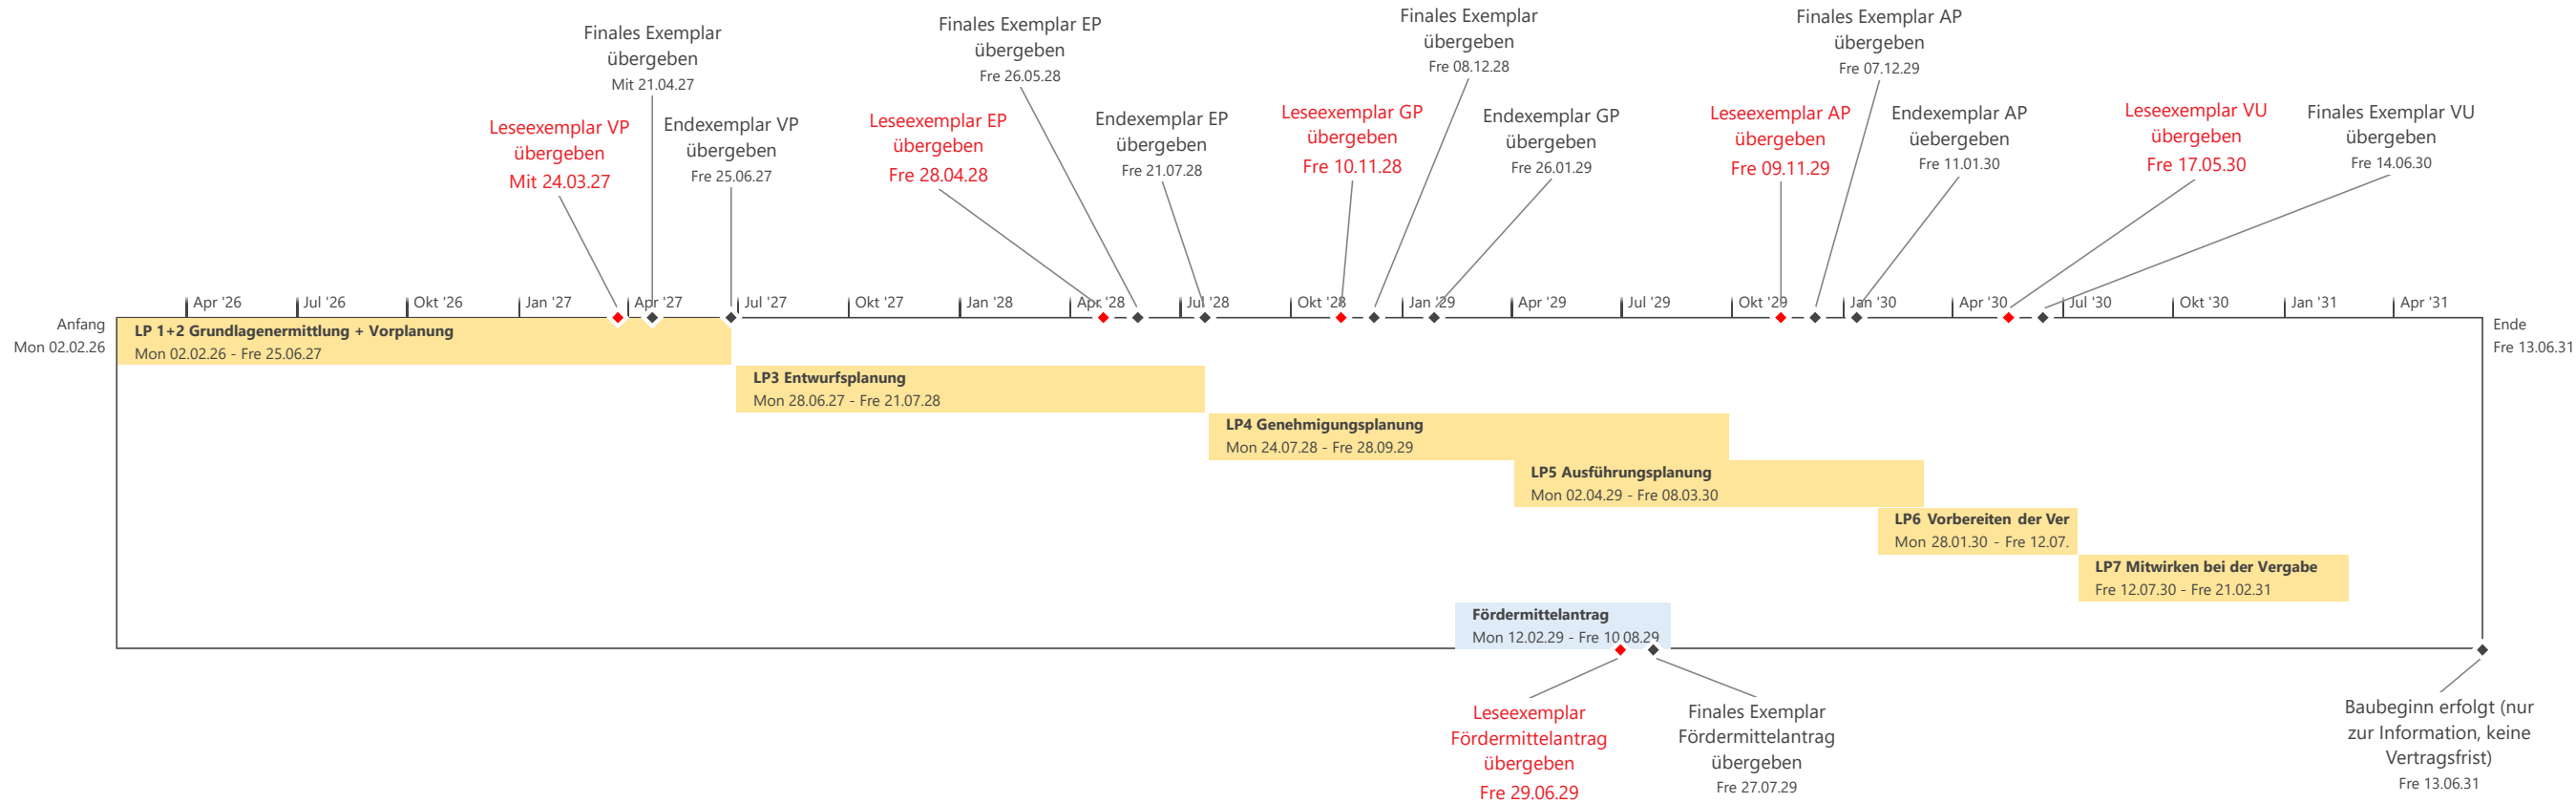 Finales Exemplar
übergeben
Mit 21.04.27
Finales Exemplar EP
übergeben
Fre 26.05.28
Finales Exemplar
übergeben
Fre 08.12.28
Finales Exemplar AP
übergeben
Fre 07.12.29
Leseexemplar VP
übergeben
Mit 24.03.27
Endexemplar VP
übergeben
Fre 25.06.27
Leseexemplar EP
übergeben
Fre 28.04.28
Endexemplar EP
übergeben
Fre 21.07.28
Leseexemplar GP
übergeben
Fre 10.11.28
Endexemplar GP
übergeben
Fre 26.01.29
Leseexemplar AP
übergeben
Fre 09.11.29
Endexemplar AP
üebergeben
Fre 11.01.30
Leseexemplar VU
übergeben
Fre 17.05.30
Finales Exemplar VU
übergeben
Fre 14.06.30
Apr '26
Jul '26
Okt '26
Jan '27
Apr '27
Jul '27
Okt '27
Jan '28
Apr '28
Jul '28
Okt '28
Jan '29
Apr '29
Jul '29
Okt '29
Jan '30
Apr '30
Jul '30
Okt '30
Jan '31
Apr '31
Anfang
Mon 02.02.26
Ende
Fre 13.06.31
LP 1+2 Grundlagenermittlung + Vorplanung
Mon 02.02.26 - Fre 25.06.27
LP3 Entwurfsplanung
Mon 28.06.27 - Fre 21.07.28
LP4 Genehmigungsplanung
Mon 24.07.28 - Fre 28.09.29
LP5 Ausführungsplanung
Mon 02.04.29 - Fre 08.03.30
LP6 Vorbereiten der Ver
Mon 28.01.30 - Fre 12.07.
LP7 Mitwirken bei der Vergabe
Fre 12.07.30 - Fre 21.02.31
Fördermittelantrag
Mon 12.02.29 - Fre 10.08.29
Leseexemplar
Fördermittelantrag
übergeben
Fre 29.06.29
Finales Exemplar
Fördermittelantrag
übergeben
Fre 27.07.29
Baubeginn erfolgt (nur
zur Information, keine
Vertragsfrist)
Fre 13.06.31